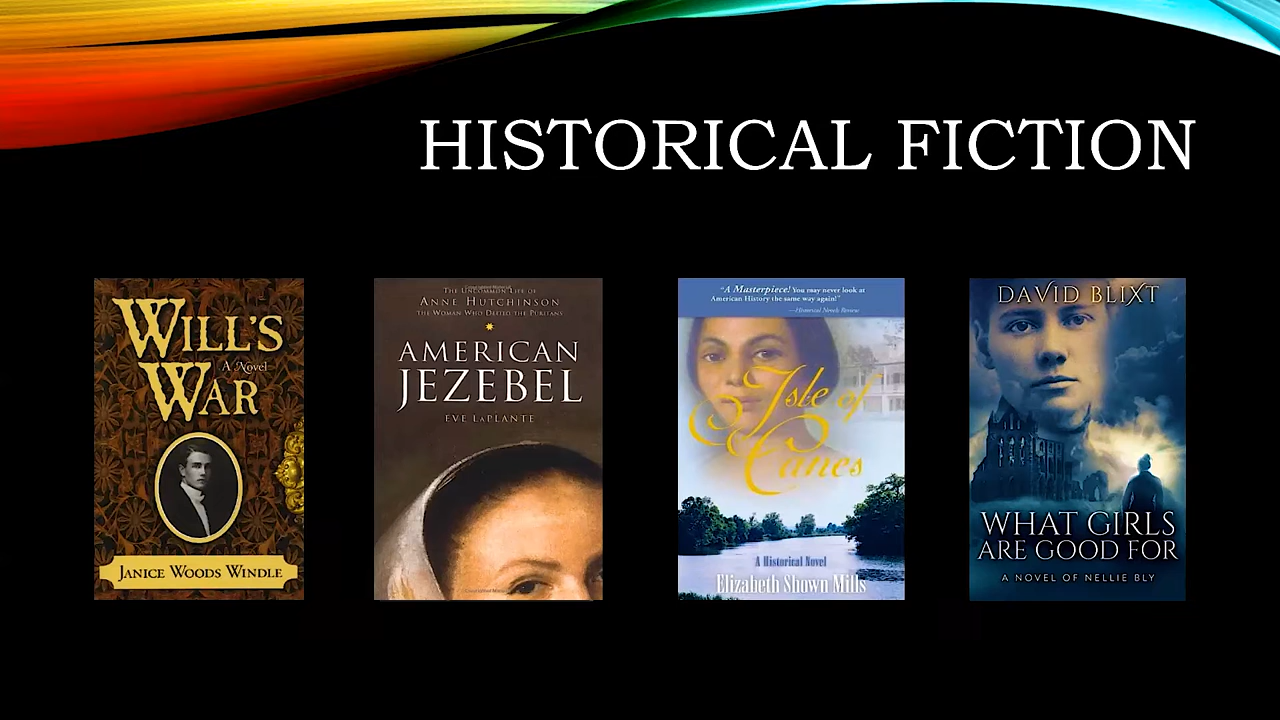 HISTORICAL FICTION
WILL'S
A Novel
WAR
JANICE WOODS WINDLE
THE UNCOMMON LIFE OF
ANNE HUTCHINSON
THE WOMAN WHO DEFIED THE PURITANS
AMERICAN
JEZEBEL
EVE LAPLANTE
"A Masterpiece! You may never look at
American History the same way again!"
—Historical Novels Review
Isle of
Canes
A Historical Novel
Elizabeth Shown Mills
DAVID BLIXT
WHAT GIRLS
ARE GOOD FOR
A NOVEL OF NELLIE BLY